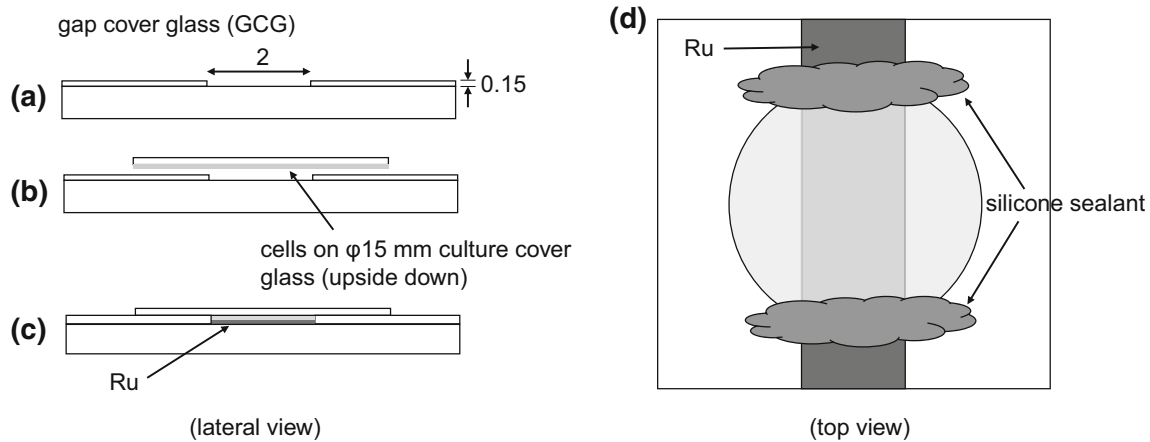 gap cover glass (GCG)
2
0.15
(a)
(b)
cells on φ15 mm culture cover
glass (upside down)
(c)
Ru
(lateral view)
(d)
Ru
silicone sealant
(top view)